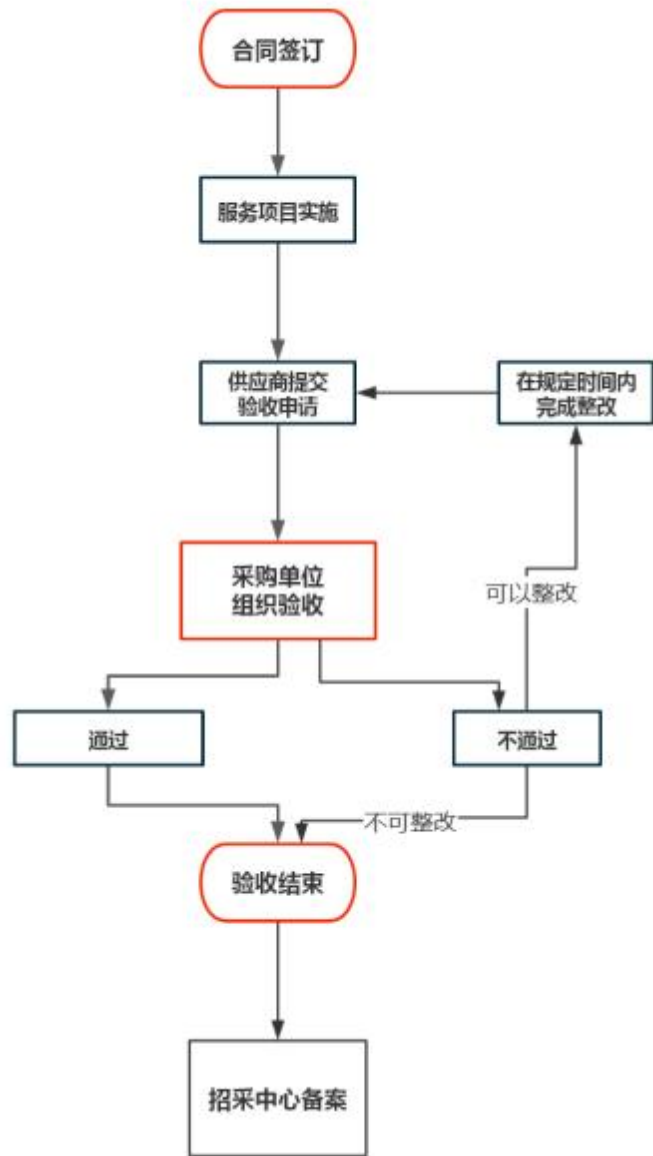 合同签订
服务项目实施
供应商提交
验收申请
在规定时间内
完成整改
采购单位
组织验收
可以整改
通过
不通过
不可整改
验收结束
招采中心备案